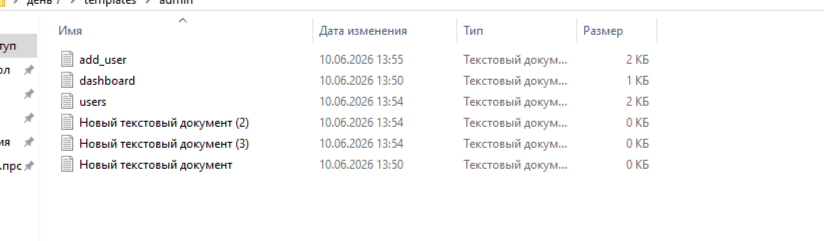 день 7 > templates > admin
Имя Дата изменения Тип Размер
туп
ол
ия
.прс
add_user 10.06.2026 13:55 Текстовый докум... 2 КБ
dashboard 10.06.2026 13:50 Текстовый докум... 1 КБ
users 10.06.2026 13:54 Текстовый докум... 2 КБ
Новый текстовый документ (2) 10.06.2026 13:54 Текстовый докум... 0 КБ
Новый текстовый документ (3) 10.06.2026 13:54 Текстовый докум... 0 КБ
Новый текстовый документ 10.06.2026 13:50 Текстовый докум... 0 КБ